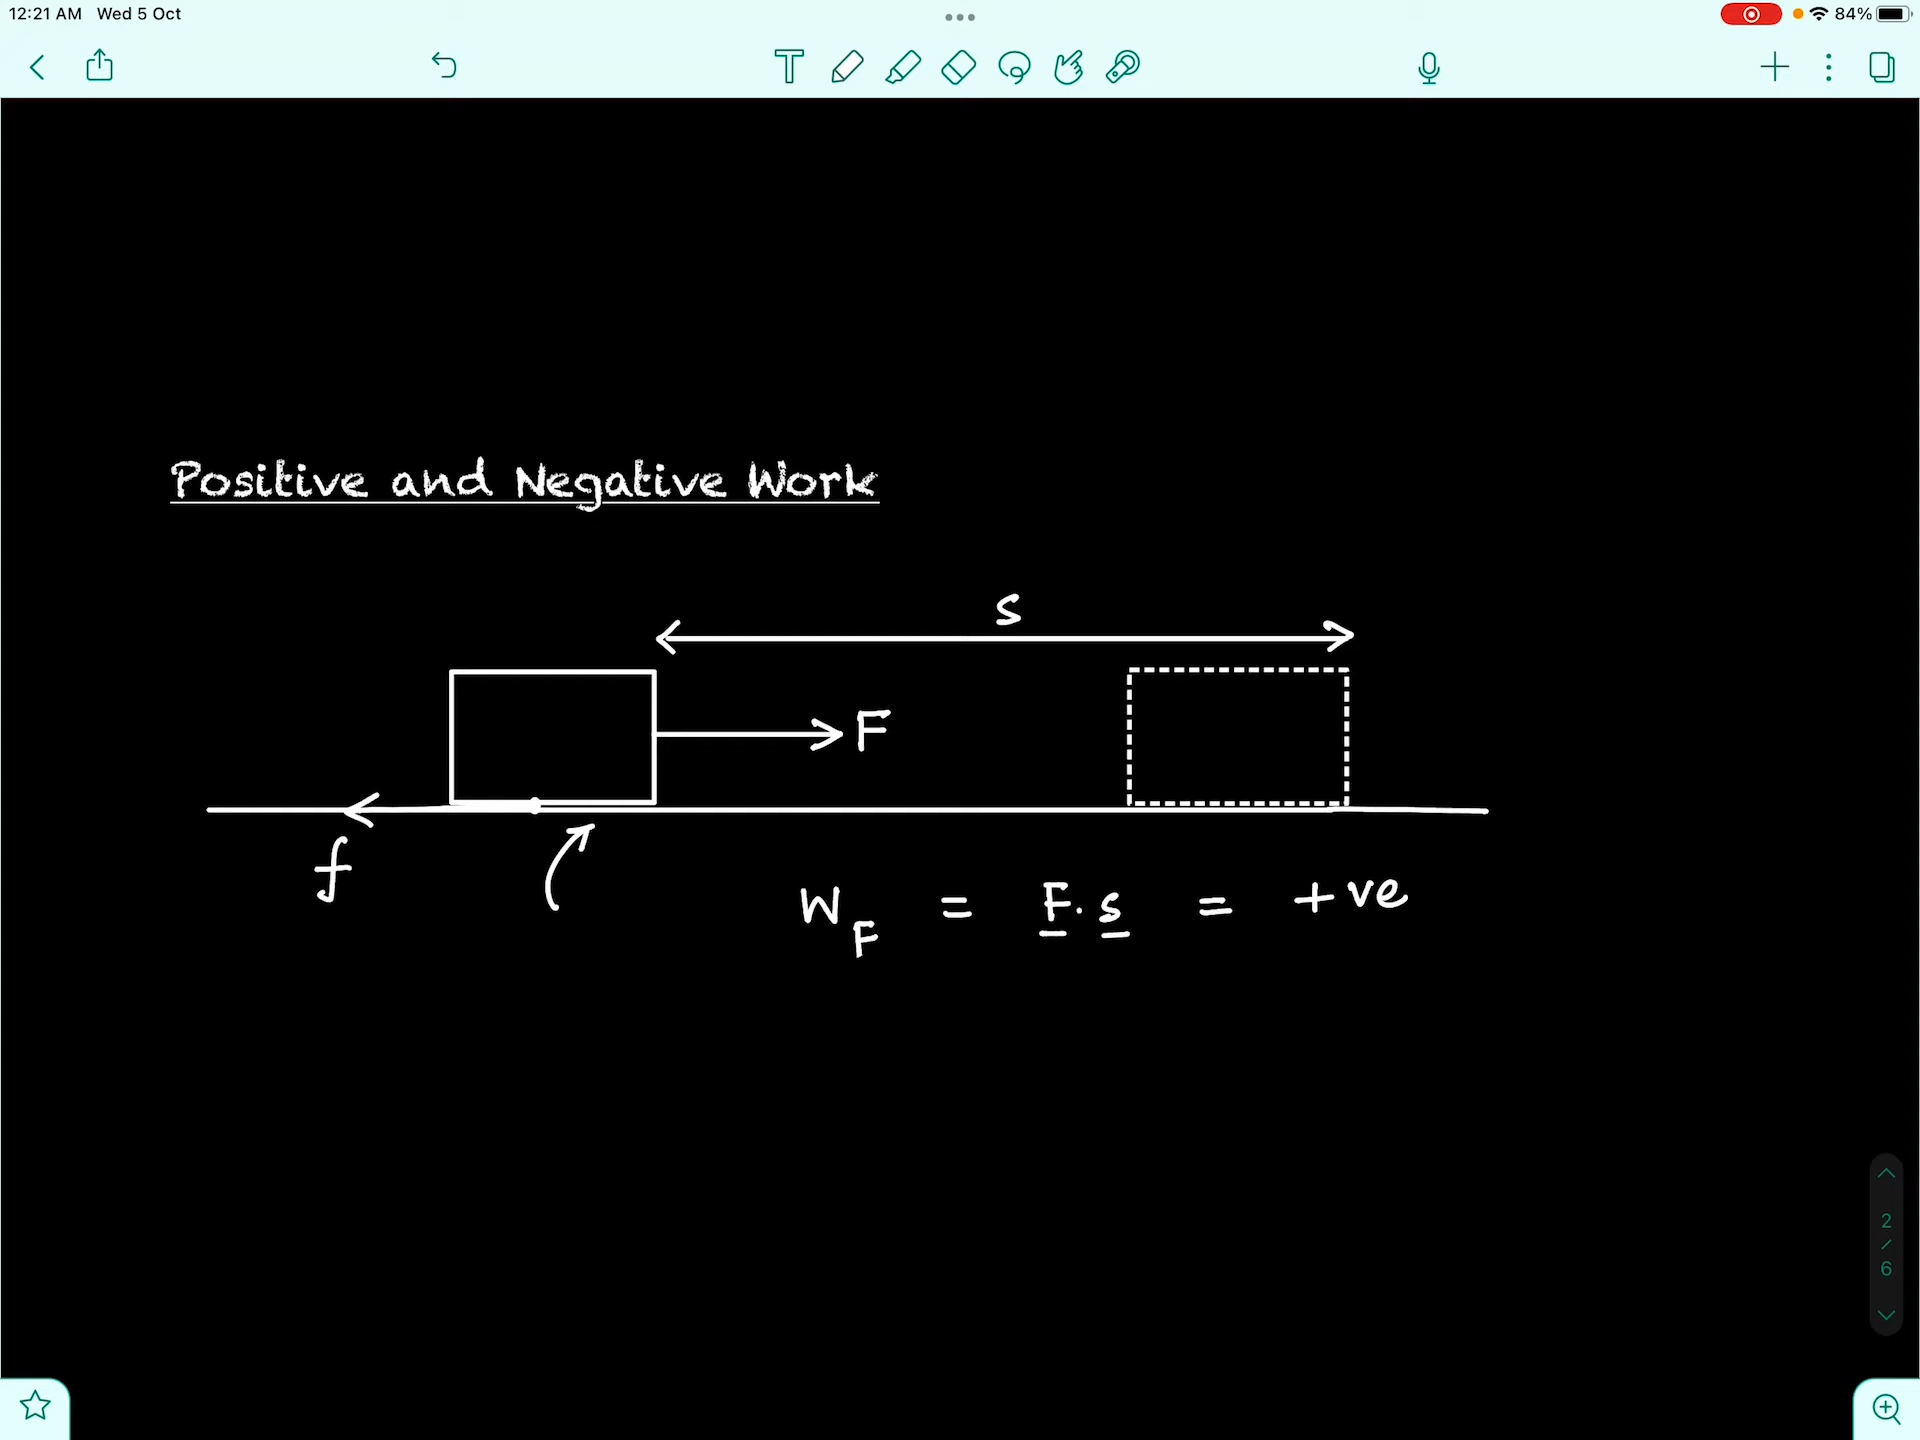 12:21 AM Wed 5 Oct
84%
Positive and Negative Work
s
F
f
W_F = F.s = +ve
2
/
6